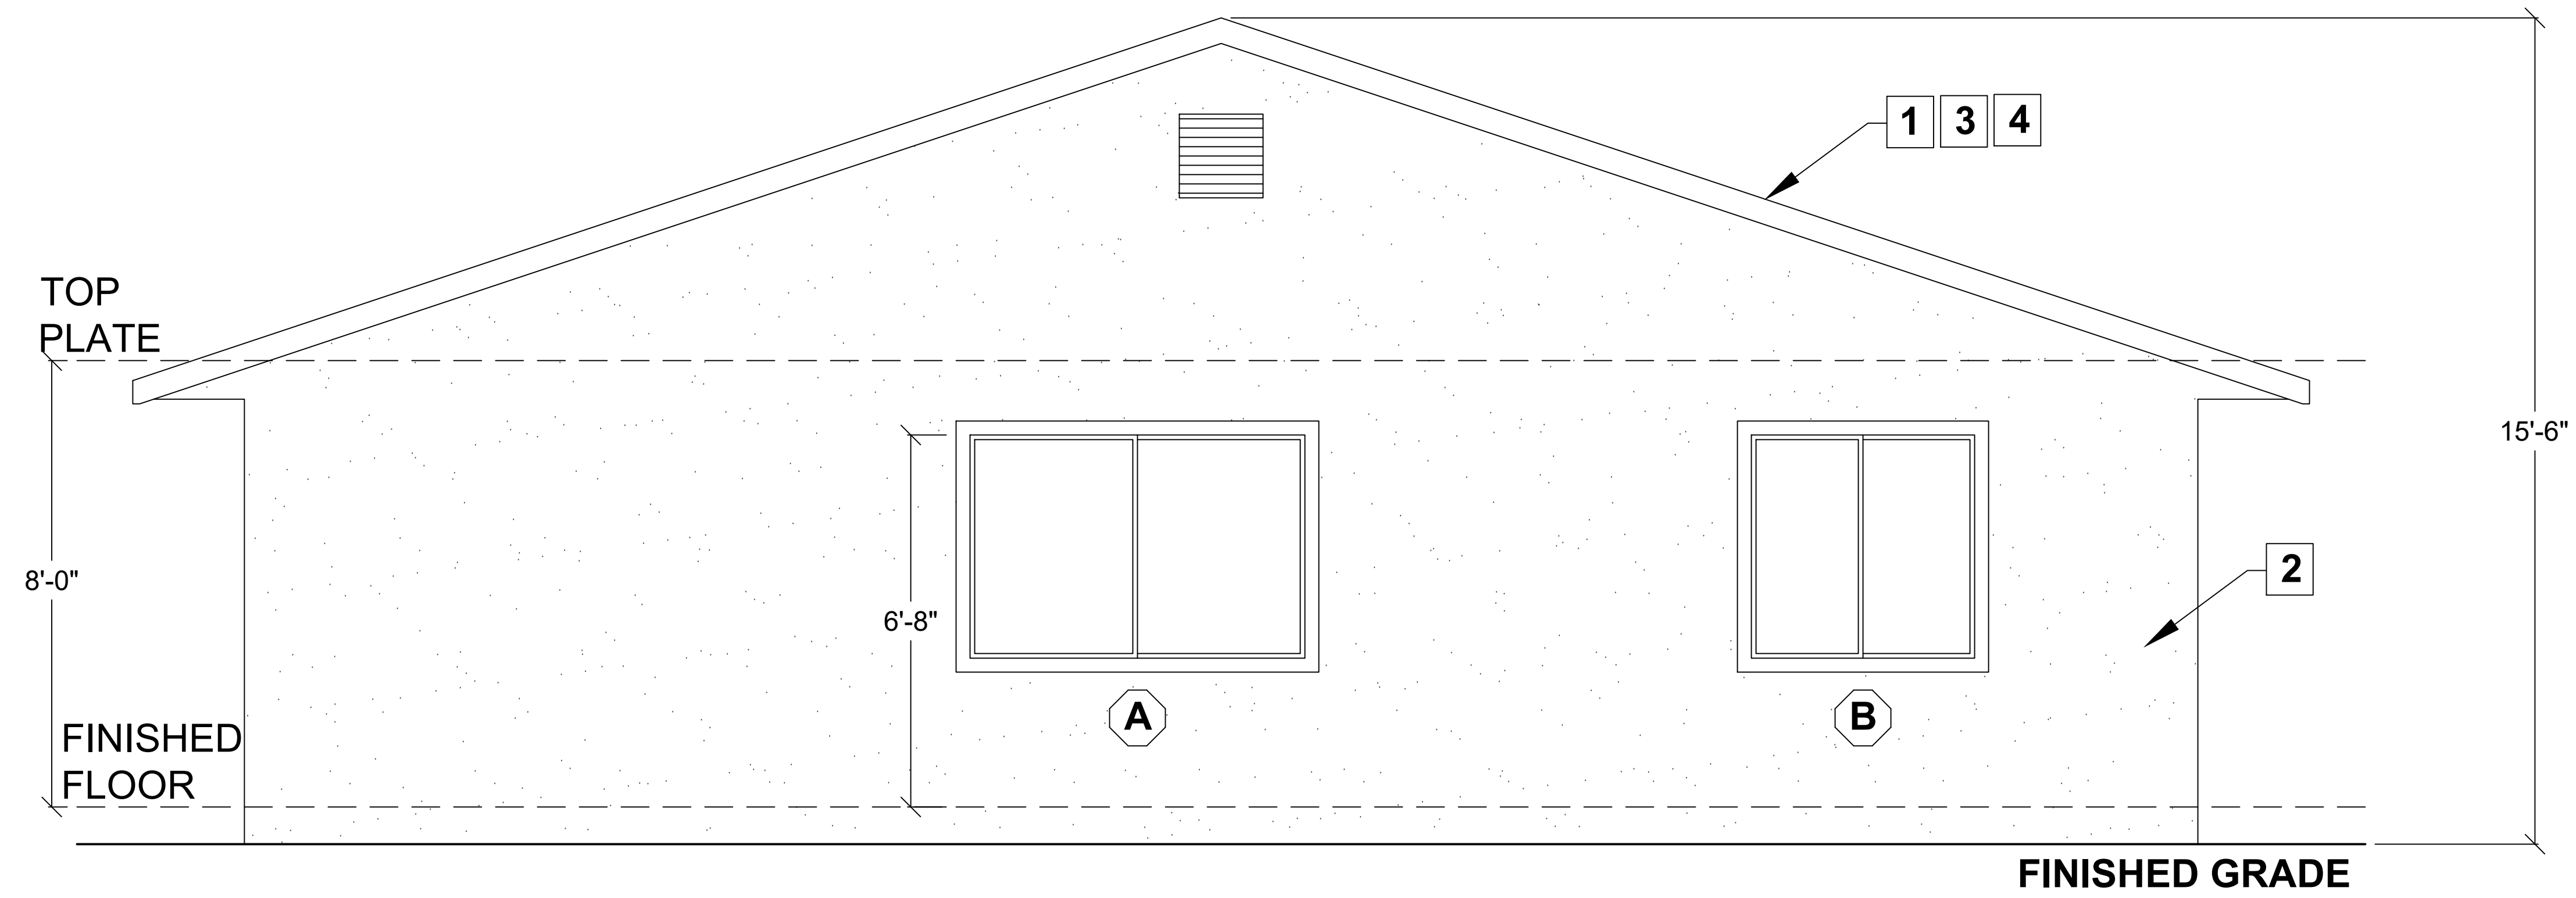 1 3 4
TOP
PLATE
15'-6"
2
8'-0"
6'-8"
A
B
FINISHED
FLOOR
FINISHED GRADE